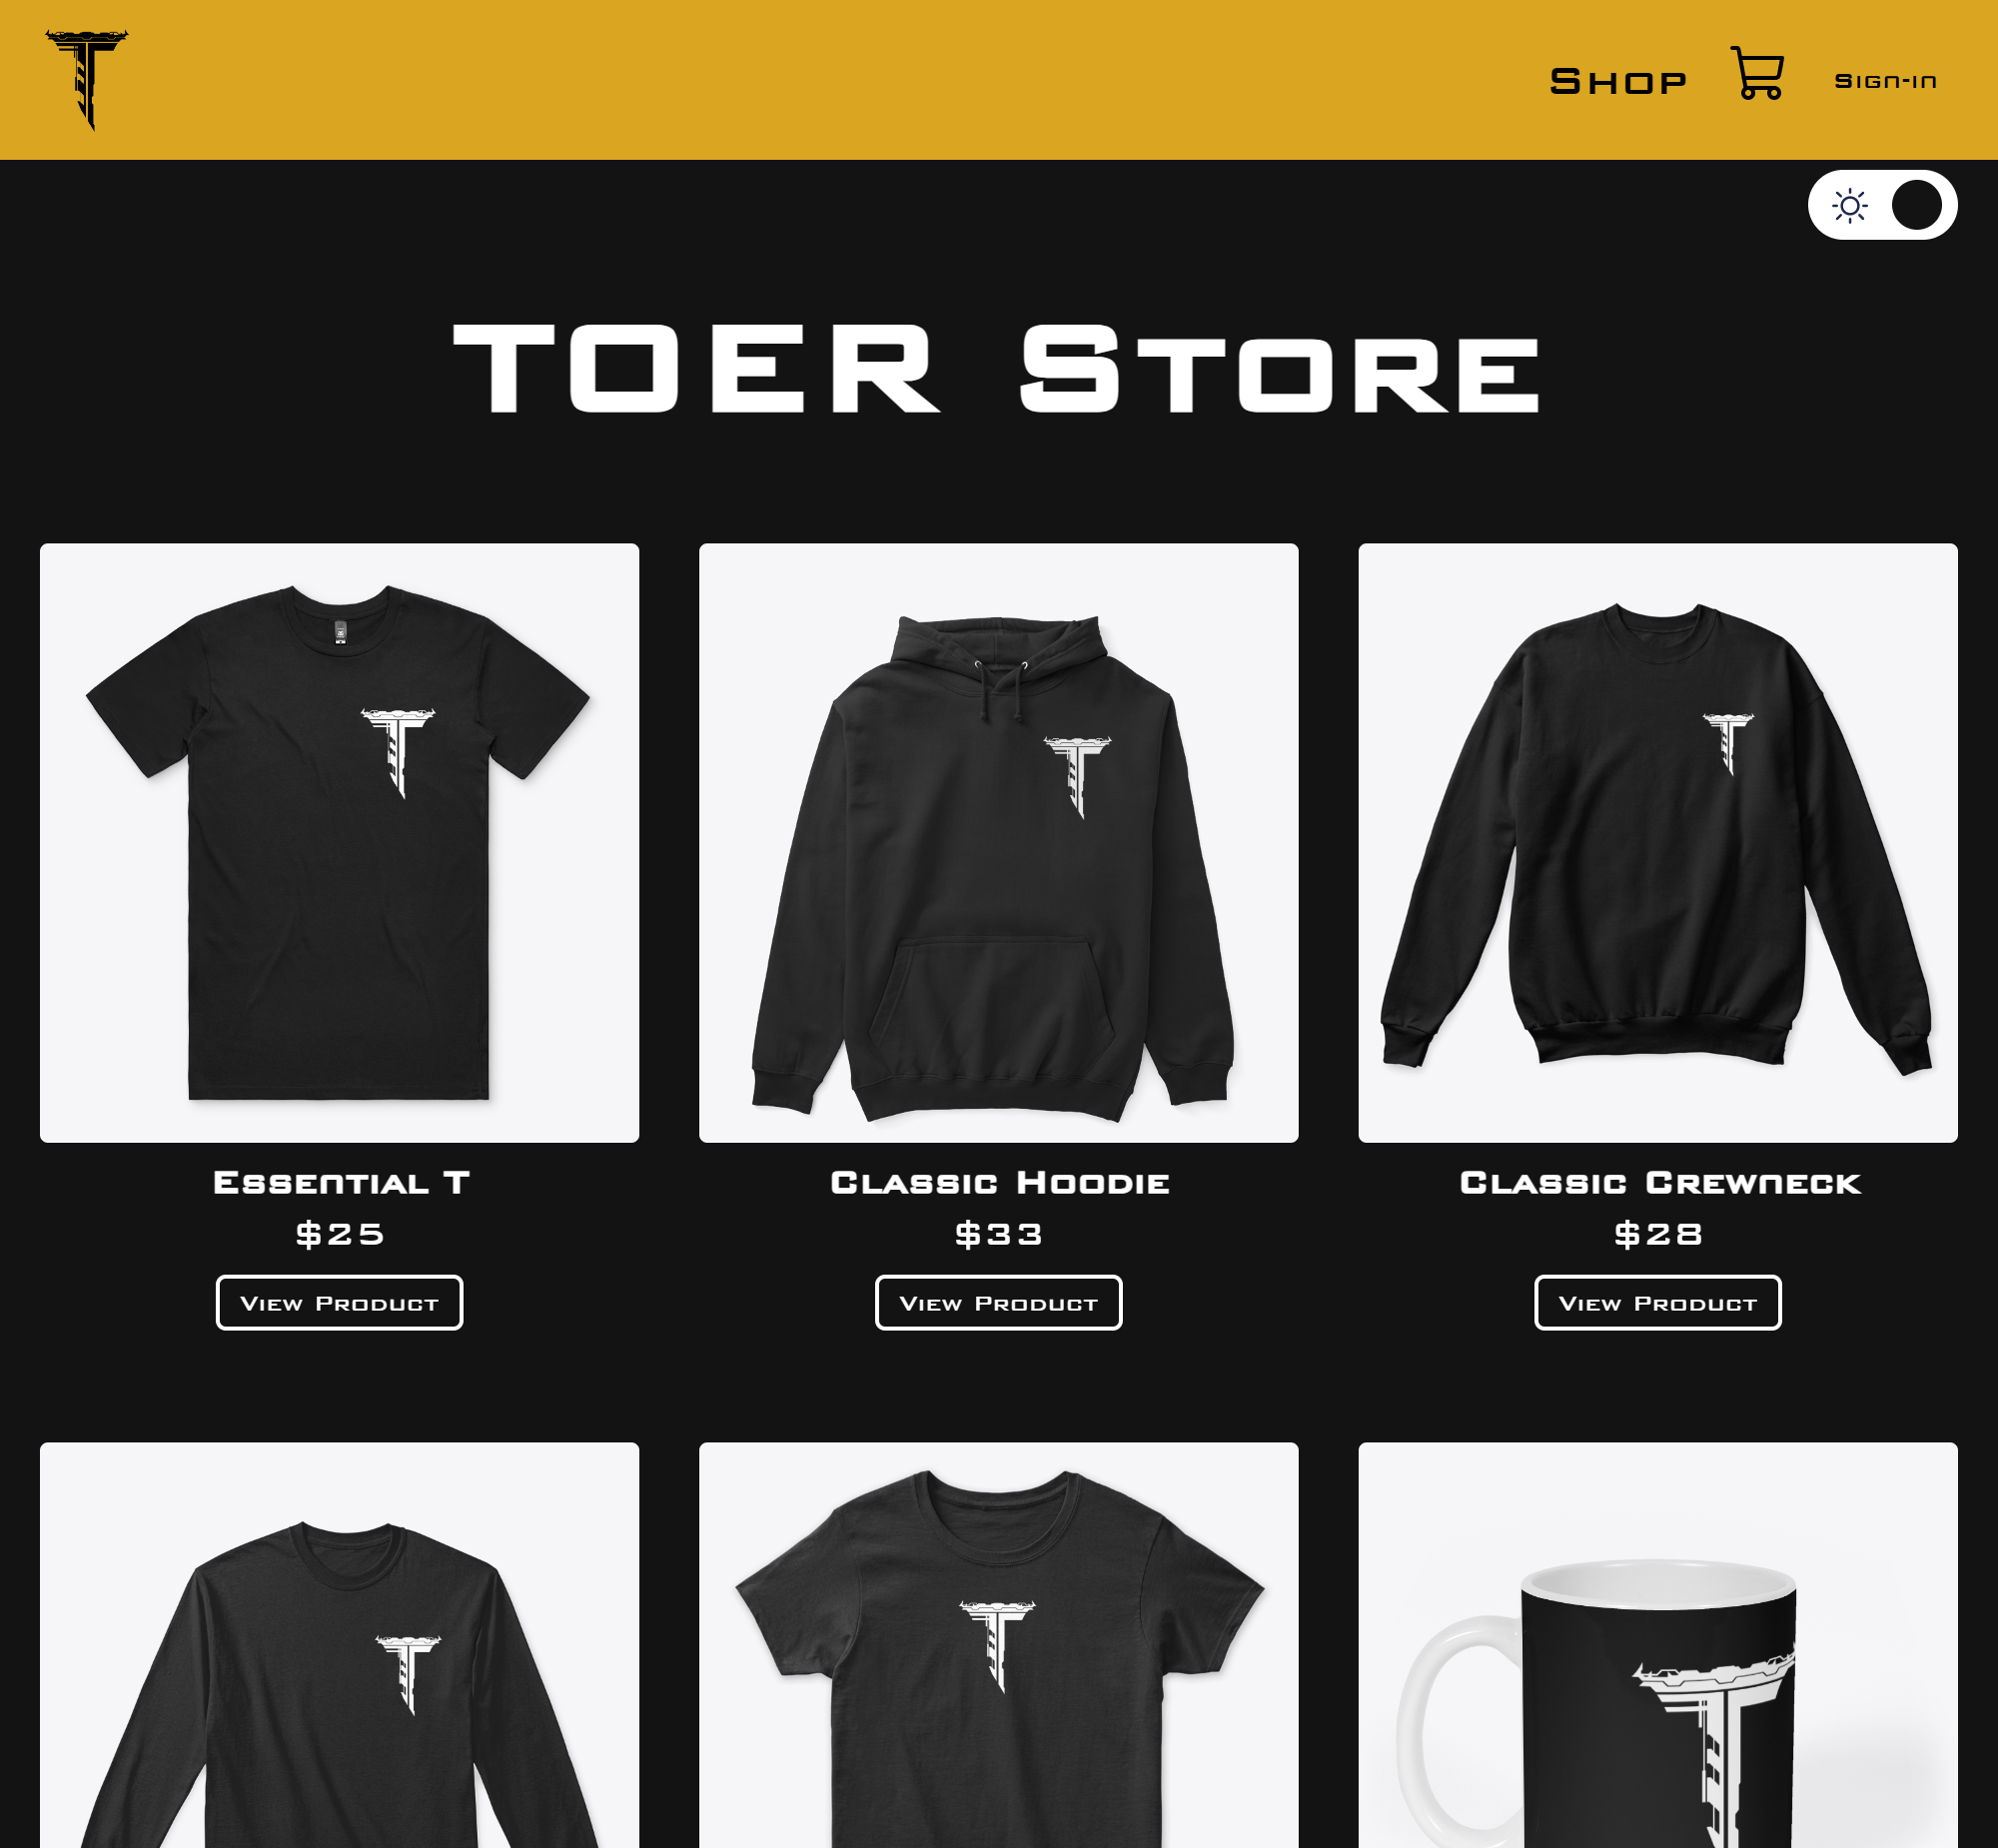 T
Shop
Sign-in
TOER Store
T
T
T
Essential T
Classic Hoodie
Classic Crewneck
$25
$33
$28
View Product
View Product
View Product
T
T
T